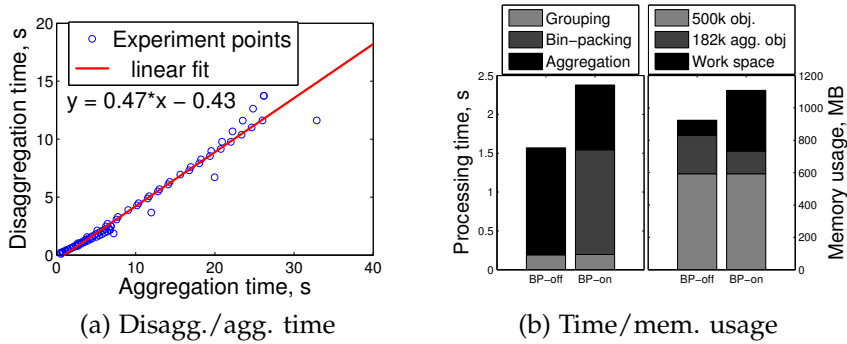 20
15
10
5
0
0
10
20
30
40
Disaggregation time, s
Aggregation time, s
Experiment points
linear fit
y = 0.47*x − 0.43
(a) Disagg./agg. time
Grouping
Bin−packing
Aggregation
500k obj.
182k agg. obj
Work space
2.5
2
1.5
1
0.5
0
Processing time, s
BP−off
BP−on
BP−off
BP−on
1200
1000
800
600
400
200
0
Memory usage, MB
(b) Time/mem. usage